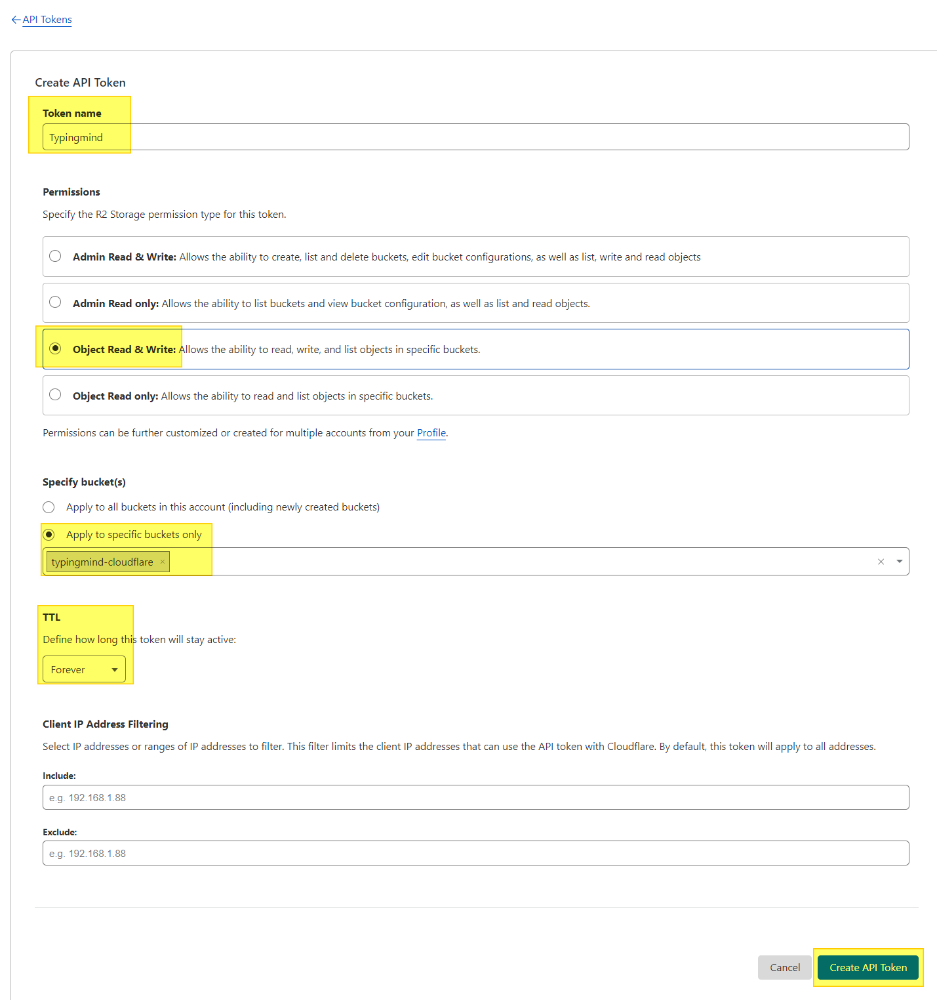 API Tokens
Create API Token
Token name
Typingmind
Permissions
Specify the R2 Storage permission type for this token.
Admin Read & Write: Allows the ability to create, list and delete buckets, edit bucket configurations, as well as list, write and read objects
Admin Read only: Allows the ability to list buckets and view bucket configuration, as well as list and read objects.
Object Read & Write: Allows the ability to read, write, and list objects in specific buckets.
Object Read only: Allows the ability to read and list objects in specific buckets.
Permissions can be further customized or created for multiple accounts from your Profile.
Specify bucket(s)
Apply to all buckets in this account (including newly created buckets)
Apply to specific buckets only
typingmind-cloudflare ×
TTL
Define how long this token will stay active:
Forever
Client IP Address Filtering
Select IP addresses or ranges of IP addresses to filter. This filter limits the client IP addresses that can use the API token with Cloudflare. By default, this token will apply to all addresses.
Include:
e.g. 192.168.1.88
Exclude:
e.g. 192.168.1.88
Cancel
Create API Token